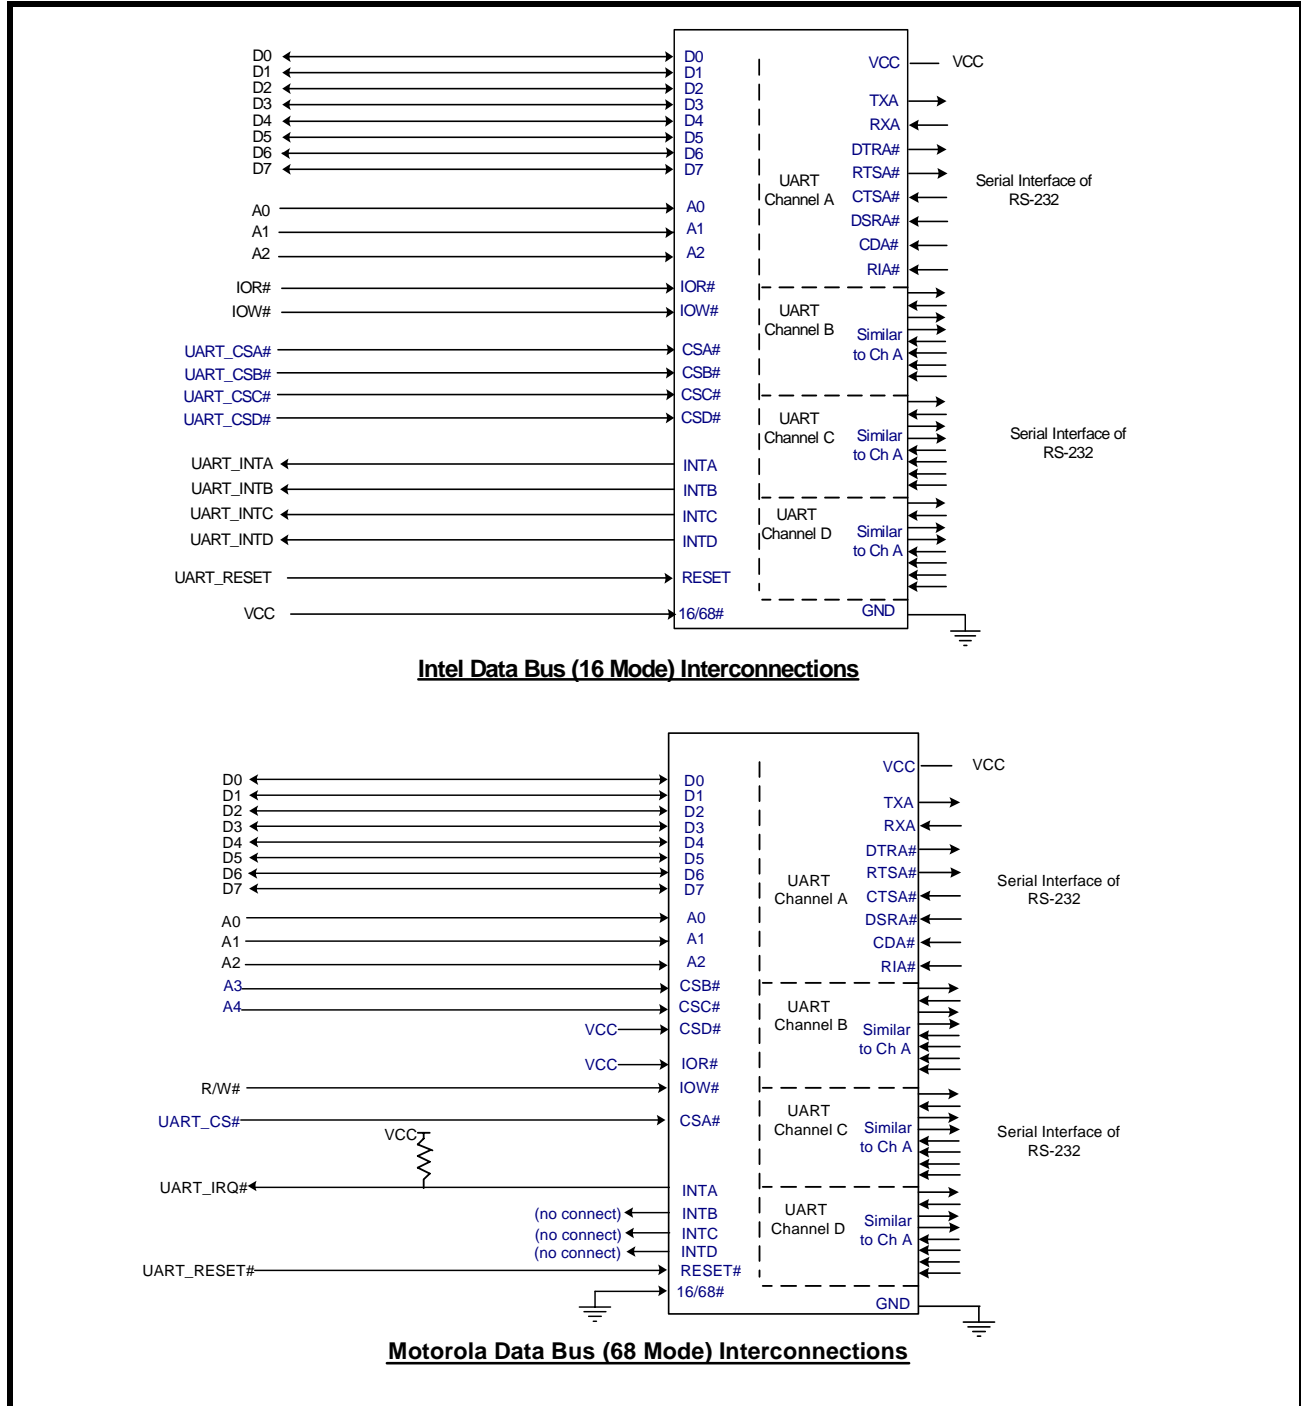 D0 D0 VCC VCC
D1 D1
D2 D2
D3 D3 TXA
D4 D4 RXA
D5 D5
D6 D6 DTRA#
D7 D7 RTSA#
UART
Channel A
Serial Interface of
RS-232
A0 A0 CTSA#
A1 A1 DSRA#
A2 A2 CDA#
RIA#
IOR# IOR#
IOW# IOW#
UART
Channel B
Similar
to Ch A
UART_CSA# CSA#
UART_CSB# CSB#
UART_CSC# CSC#
UART_CSD# CSD#
UART
Channel C
Similar
to Ch A
Serial Interface of
RS-232
UART_INTA INTA
UART_INTB INTB
UART_INTC INTC
UART_INTD INTD
UART
Channel D
Similar
to Ch A
UART_RESET RESET
VCC 16/68# GND
Intel Data Bus (16 Mode) Interconnections
VCC VCC
D0 D0
D1 D1
D2 D2 TXA
D3 D3 RXA
D4 D4
D5 D5 DTRA#
D6 D6 RTSA#
D7 D7
UART
Channel A
Serial Interface of
RS-232
CTSA#
A0 A0 DSRA#
A1 A1 CDA#
A2 A2 RIA#
A3 CSB#
A4 CSC#
VCC CSD#
UART
Channel B
Similar
to Ch A
VCC IOR#
R/W# IOW#
UART_CS# CSA#
VCC
UART
Channel C
Similar
to Ch A
Serial Interface of
RS-232
UART_IRQ# INTA
(no connect) INTB
(no connect) INTC
(no connect) INTD
UART
Channel D
Similar
to Ch A
UART_RESET# RESET#
16/68# GND
Motorola Data Bus (68 Mode) Interconnections